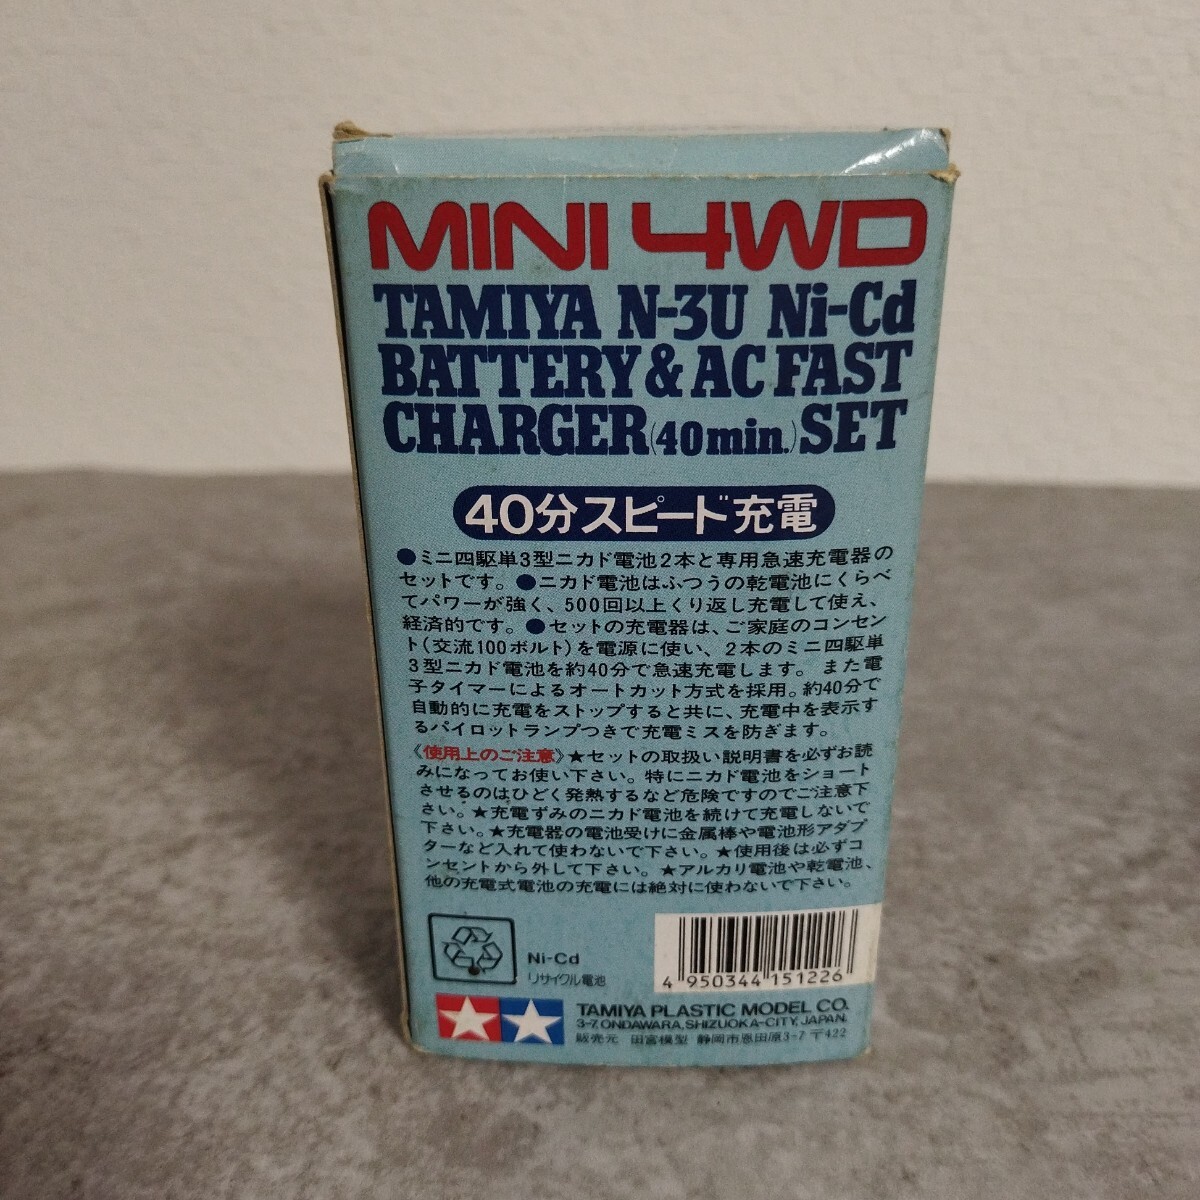 MINI 4WD
TAMIYA N-3U Ni-Cd
BATTERY & AC FAST
CHARGER (40min.) SET
40分スピード充電
●ミニ四駆単3型ニカド電池2本と専用急速充電器の
セットです。●ニカド電池はふつうの乾電池にくらべ
てパワーが強く、500回以上くり返し充電して使え、
経済的です。●セットの充電器は、ご家庭のコンセン
ト(交流100ボルト)を電源に使い、2本のミニ四駆単
3型ニカド電池を約40分で急速充電します。また電
子タイマーによるオートカット方式を採用。約40分で
自動的に充電をストップすると共に、充電中を表示す
るパイロットランプつきで充電ミスを防ぎます。
《使用上のご注意》★セットの取扱い説明書を必ずお読
みになってお使い下さい。特にニカド電池をショート
させるのはひどく発熱するなど危険ですのでご注意下
さい。★充電ずみのニカド電池を続けて充電しないで
下さい。★充電器の電池受けに金属棒や電池形アダプ
ターなど入れて使わないで下さい。★使用後は必ずコ
ンセントから外して下さい。★アルカリ電池や乾電池、
他の充電式電池の充電には絶対に使わないで下さい。
Ni-Cd
リサイクル電池
4 950344 151226
TAMIYA PLASTIC MODEL CO.
3-7, ONDAWARA, SHIZUOKA-CITY, JAPAN.
販売元 田宮模型 静岡市恩田原3-7 〒422